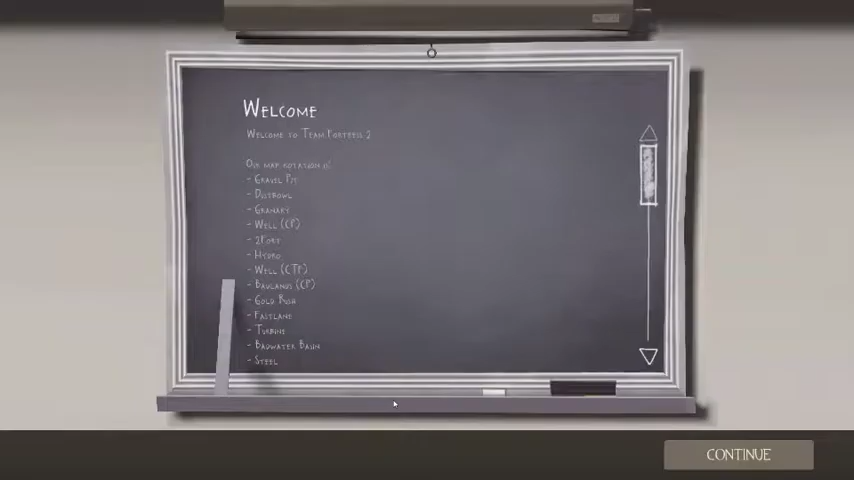 WELCOME
WELCOME TO TEAM FORTRESS 2
OUR MAP ROTATION IS:
- GRAVEL PIT
- DUSTBOWL
- GRANARY
- WELL (CP)
- 2FORT
- HYDRO
- WELL (CTF)
- BADLANDS (CP)
- GOLD RUSH
- FASTLANE
- TURBINE
- BADWATER BASIN
- STEEL
CONTINUE